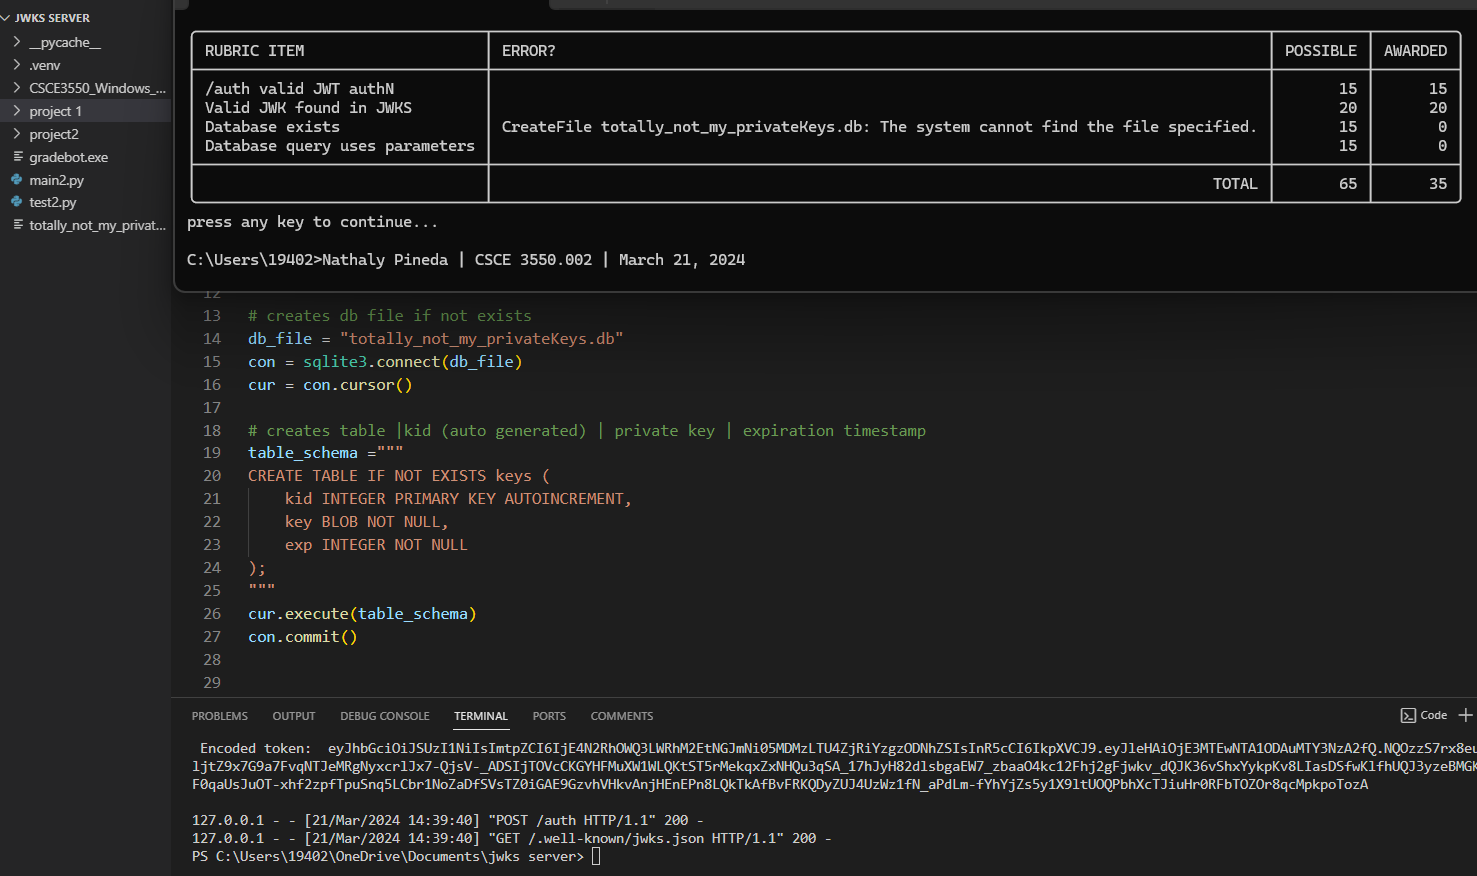 JWKS SERVER
__pycache__
.venv
CSCE3550_Windows_...
project 1
project2
gradebot.exe
main2.py
test2.py
totally_not_my_privat...
RUBRIC ITEM ERROR? POSSIBLE AWARDED
/auth valid JWT authN 15 15
Valid JWK found in JWKS 20 20
Database exists CreateFile totally_not_my_privateKeys.db: The system cannot find the file specified. 15 0
Database query uses parameters 15 0
TOTAL 65 35
press any key to continue...
C:\Users\19402>Nathaly Pineda | CSCE 3550.002 | March 21, 2024
12
13 # creates db file if not exists
14 db_file = "totally_not_my_privateKeys.db"
15 con = sqlite3.connect(db_file)
16 cur = con.cursor()
17
18 # creates table |kid (auto generated) | private key | expiration timestamp
19 table_schema ="""
20 CREATE TABLE IF NOT EXISTS keys (
21 kid INTEGER PRIMARY KEY AUTOINCREMENT,
22 key BLOB NOT NULL,
23 exp INTEGER NOT NULL
24 );
25 """
26 cur.execute(table_schema)
27 con.commit()
28
29
PROBLEMS OUTPUT DEBUG CONSOLE TERMINAL PORTS COMMENTS
Code
Encoded token: eyJhbGciOiJSUzI1NiIsImtpZCI6IjE4N2RhOWQ3LWRhM2EtNGJmNi05MDMzLTU4ZjRiYzgzODNhZSIsInR5cCI6IkpXVCJ9.eyJleHAiOjE3MTEwNTA1ODAuMTY3NzA2fQ.NQOzzS7rx8eu
ljtZ9x7G9a7FvqNTJeMRgNyxcrlJx7-QjsV-_ADSIjTOVcCKGYHFMuXW1WLQKtST5rMekqxZxNHQu3qSA_17hJyH82dlsbgaEW7_zbaaO4kc12Fhj2gFjwkv_dQJK36vShxYykpKv8LIasDSfwKlfhUQJ3yzeBMGK
F0qaUsJuOT-xhf2zpfTpuSnq5LCbr1NoZaDfSVsTZ0iGAE9GzvhVHkvAnjHEnEPn8LQkTkAfBvFRKQDyZUJ4UzWz1fN_aPdLm-fYhYjZs5y1X9ltUOQPbhXcTJiuHr0RFbTOZOr8qcMpkpoTozA
127.0.0.1 - - [21/Mar/2024 14:39:40] "POST /auth HTTP/1.1" 200 -
127.0.0.1 - - [21/Mar/2024 14:39:40] "GET /.well-known/jwks.json HTTP/1.1" 200 -
PS C:\Users\19402\OneDrive\Documents\jwks server>